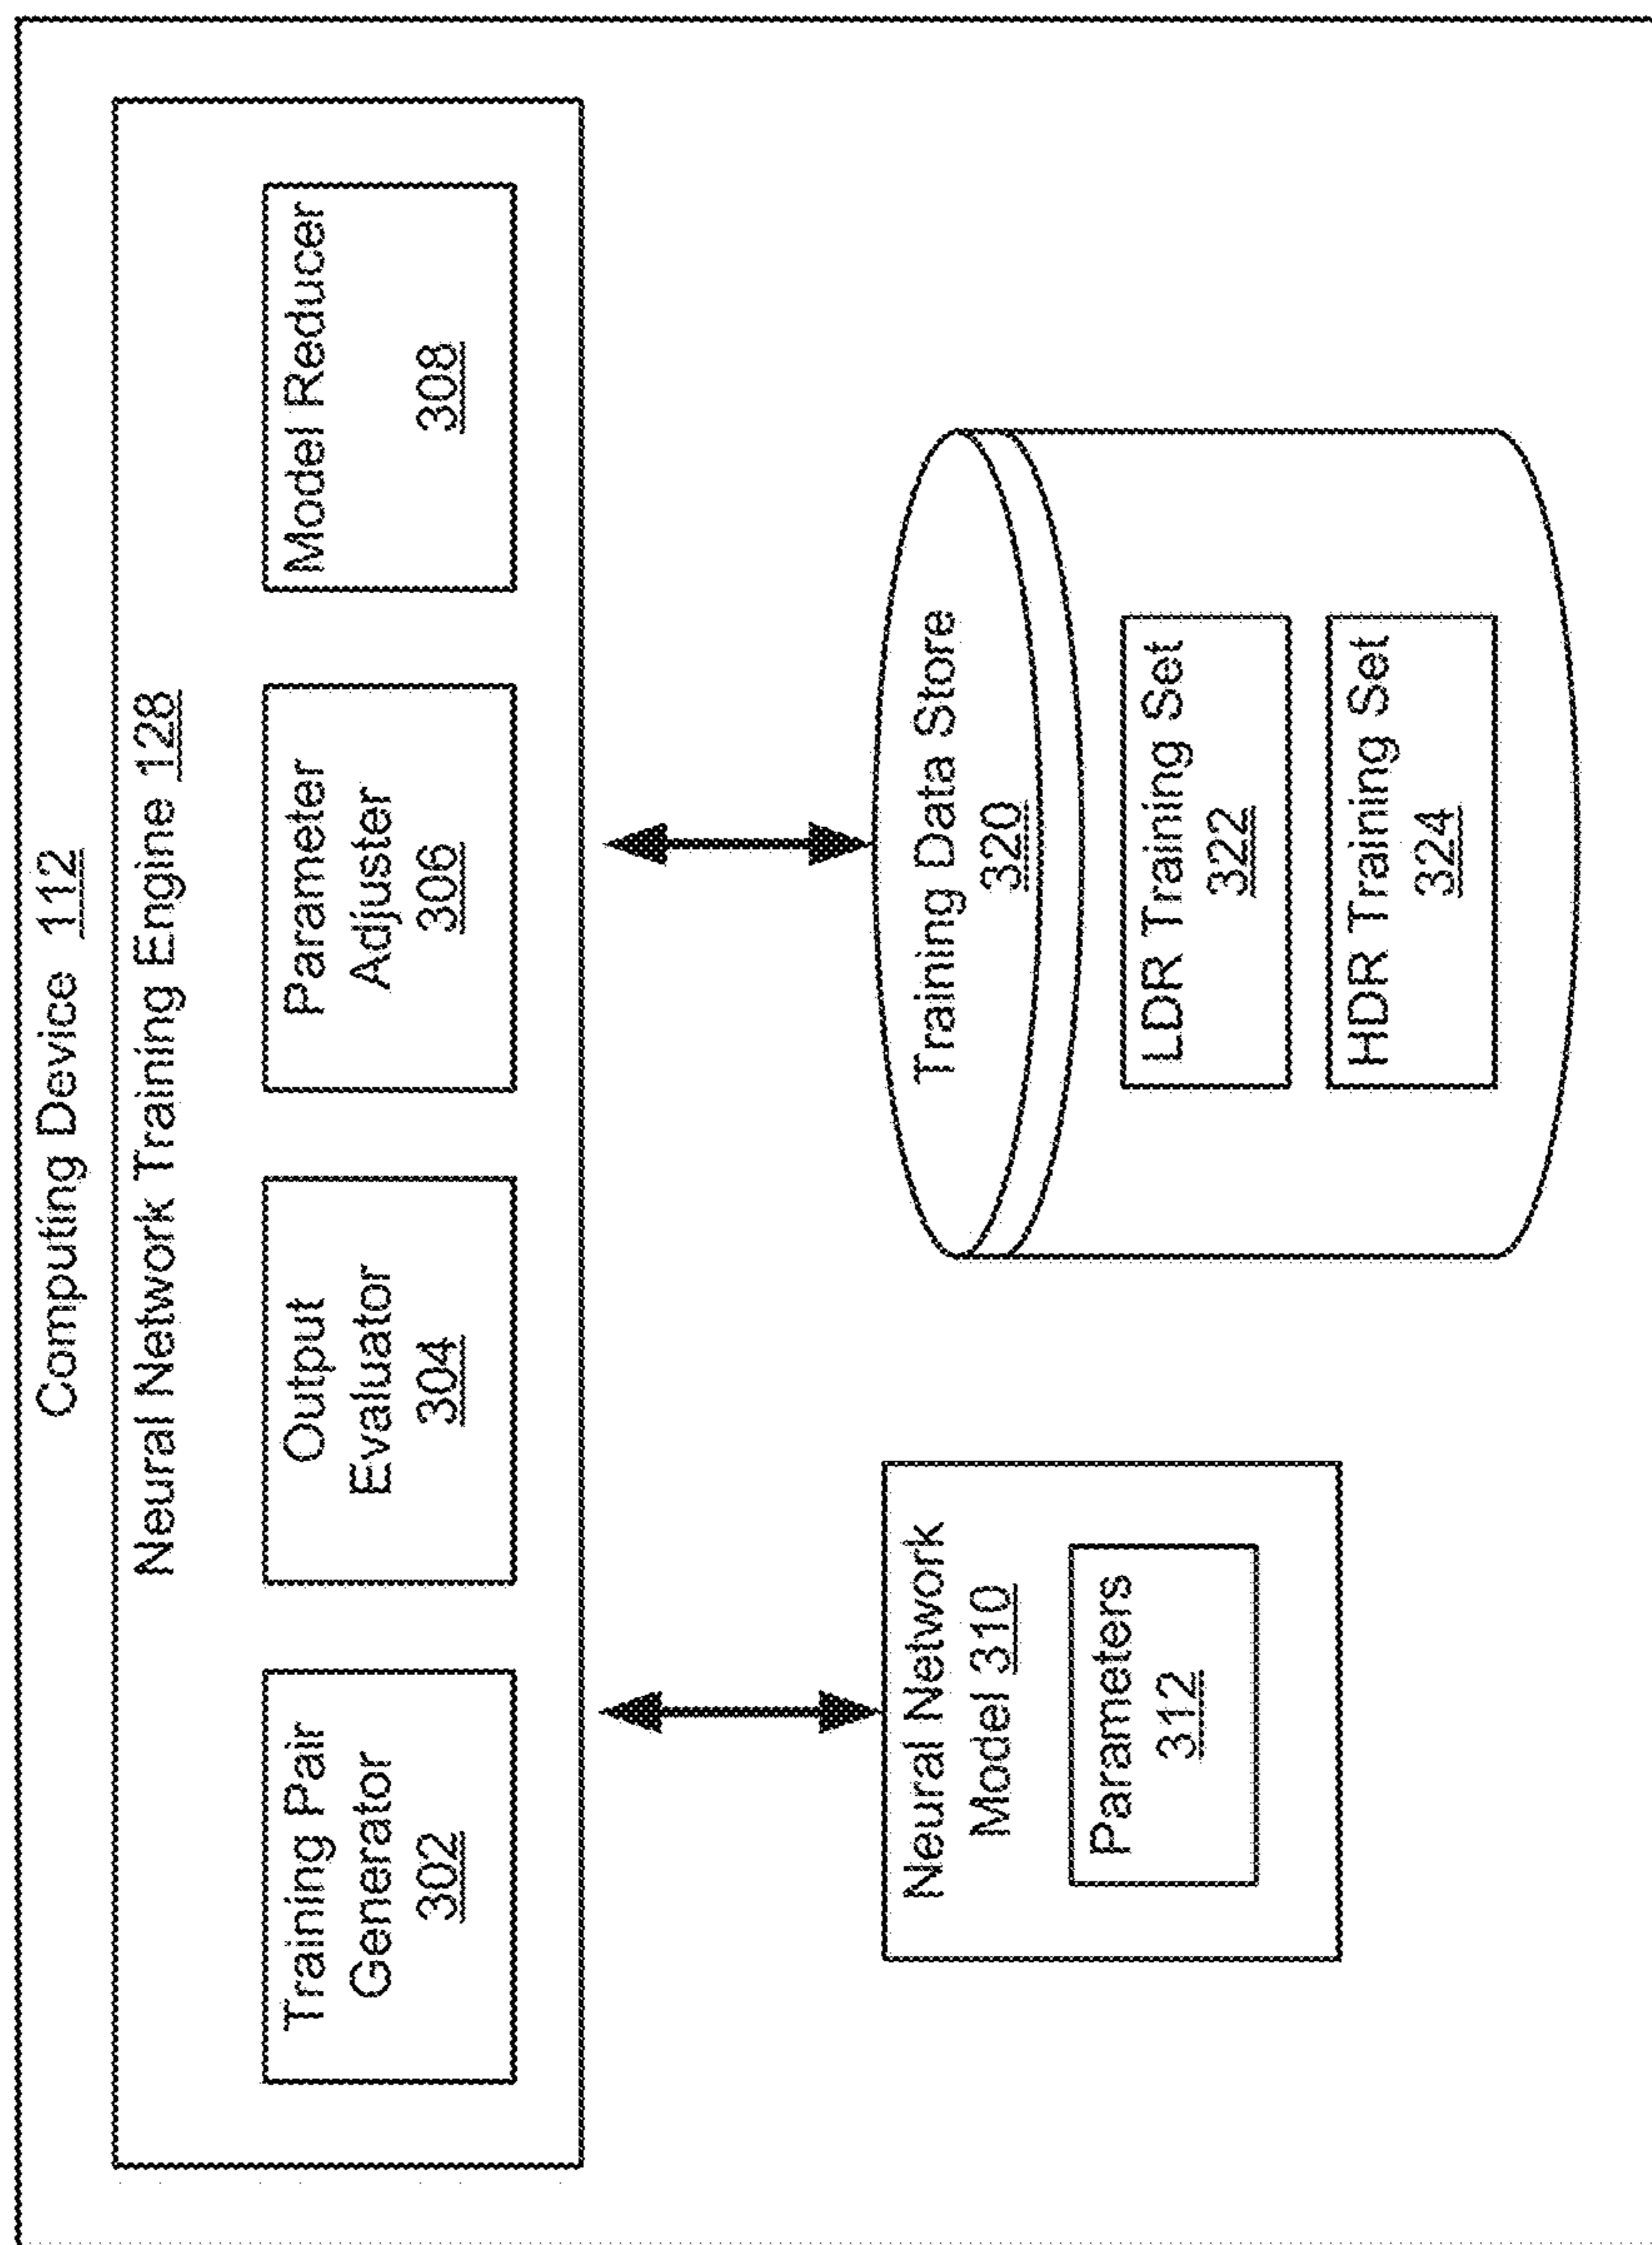 Computing Device 112
Neural Network Training Engine 128
Training Pair
Generator
302
Output
Evaluator
304
Parameter
Adjuster
306
Model Reducer
308
Neural Network
Model 310
Parameters
312
Training Data Store
320
LDR Training Set
322
HDR Training Set
324